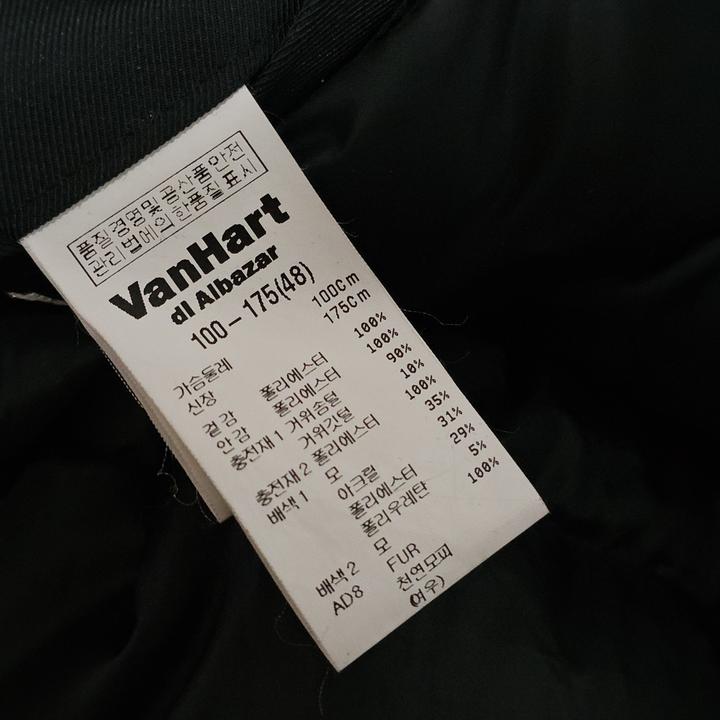 품질경영및공산품안전
관리법에의한품질표시
VanHart
dl Albazar
100-175(48)
가슴둘레 100Cm
신장 175Cm
겉감 폴리에스터 100%
안감 폴리에스터 100%
충전재1 거위솜털 90%
거위깃털 10%
충전재2 폴리에스터 100%
배색1 모 35%
아크릴 31%
폴리에스터 29%
폴리우레탄 5%
배색2 모 100%
AD8 FUR
천연모피
(여우)